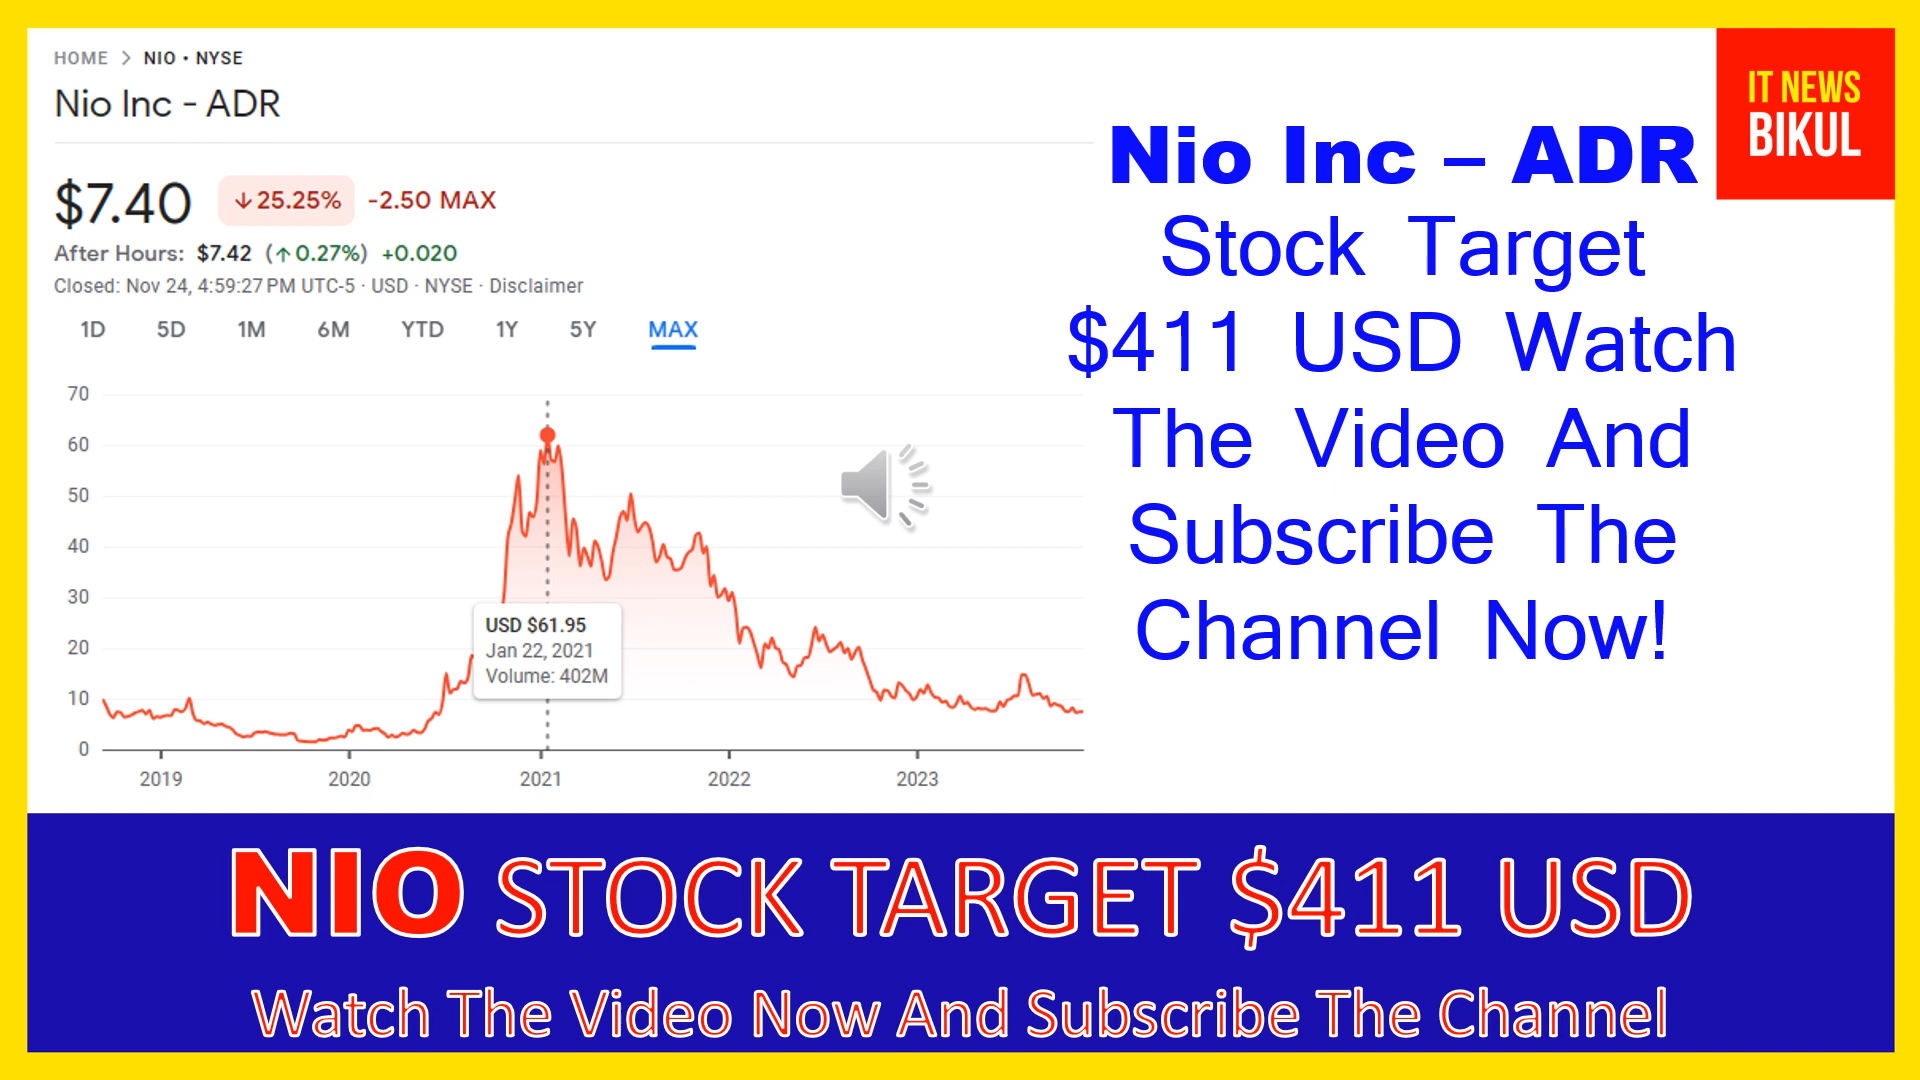 HOME > NIO • NYSE
Nio Inc - ADR
$7.40 ↓25.25% -2.50 MAX
After Hours: $7.42 (↑0.27%) +0.020
Closed: Nov 24, 4:59:27 PM UTC-5 · USD · NYSE · Disclaimer
1D 5D 1M 6M YTD 1Y 5Y MAX
70
60
50
40
30
20
10
0
USD $61.95
Jan 22, 2021
Volume: 402M
2019 2020 2021 2022 2023
IT NEWS
BIKUL
Nio Inc – ADR
Stock Target
$411 USD Watch
The Video And
Subscribe The
Channel Now!
NIO STOCK TARGET $411 USD
Watch The Video Now And Subscribe The Channel